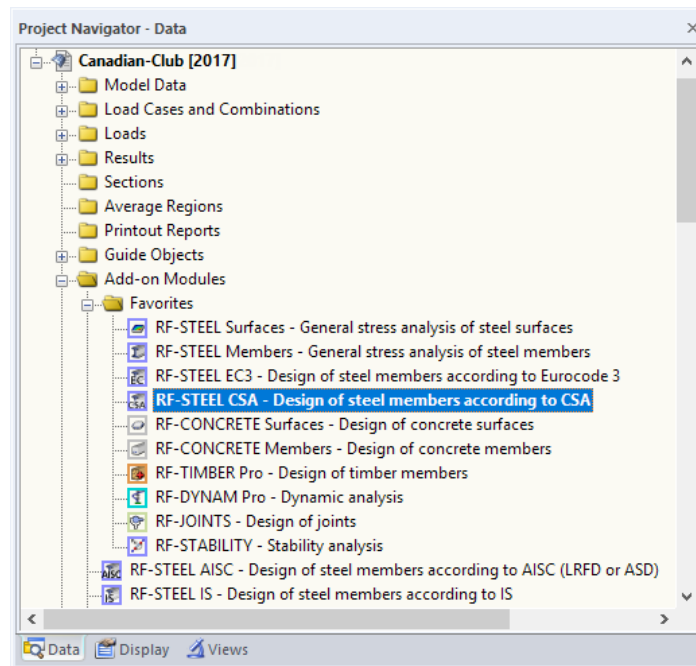 Project Navigator - Data
Canadian-Club [2017]
Model Data
Load Cases and Combinations
Loads
Results
Sections
Average Regions
Printout Reports
Guide Objects
Add-on Modules
Favorites
RF-STEEL Surfaces - General stress analysis of steel surfaces
RF-STEEL Members - General stress analysis of steel members
EC RF-STEEL EC3 - Design of steel members according to Eurocode 3
CSA RF-STEEL CSA - Design of steel members according to CSA
RF-CONCRETE Surfaces - Design of concrete surfaces
RF-CONCRETE Members - Design of concrete members
RF-TIMBER Pro - Design of timber members
RF-DYNAM Pro - Dynamic analysis
RF-JOINTS - Design of joints
RF-STABILITY - Stability analysis
AISC RF-STEEL AISC - Design of steel members according to AISC (LRFD or ASD)
IS RF-STEEL IS - Design of steel members according to IS
Data Display Views